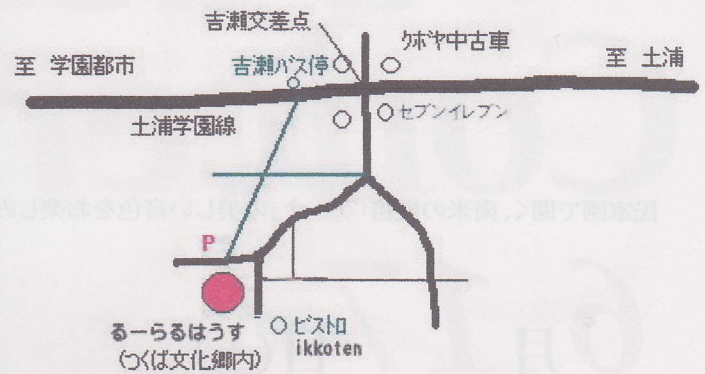 吉瀬交差点
クボヤ中古車
至 学園都市
至 土浦
吉瀬バス停
土浦学園線
セブンイレブン
P
るーらるはうす
(つくば文化郷内)
ビストロ
ikkoten